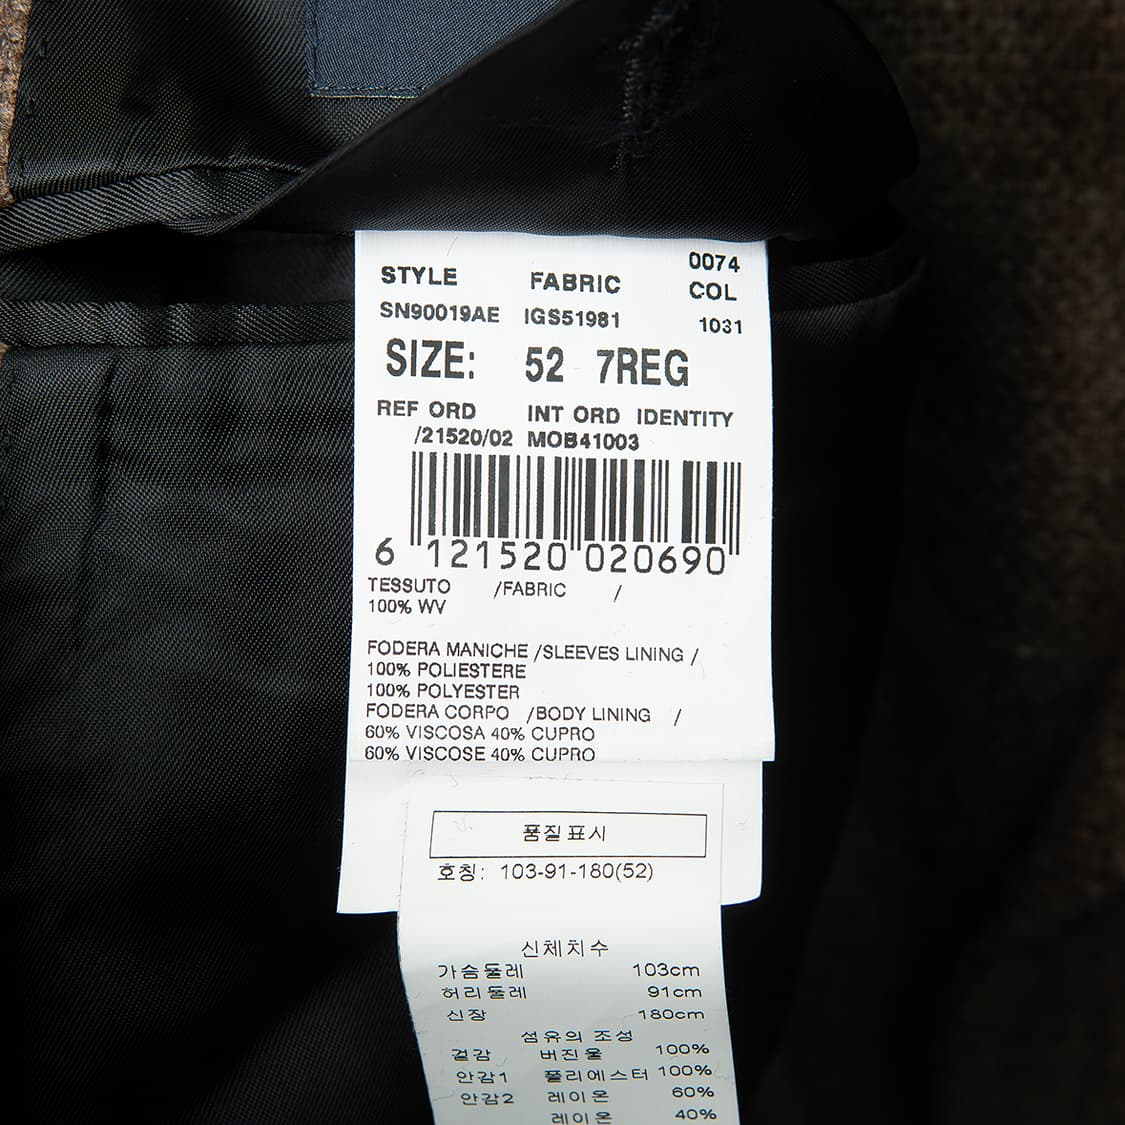 0074
STYLE FABRIC COL
SN90019AE IGS51981 1031
SIZE: 52 7REG
REF ORD INT ORD IDENTITY
/21520/02 MOB41003
6 121520 020690
TESSUTO /FABRIC /
100% WV
FODERA MANICHE /SLEEVES LINING /
100% POLIESTERE
100% POLYESTER
FODERA CORPO /BODY LINING /
60% VISCOSA 40% CUPRO
60% VISCOSE 40% CUPRO
품질표시
호칭: 103-91-180(52)
신체치수
가슴둘레 103cm
허리둘레 91cm
신장 180cm
섬유의 조성
겉감 버진울 100%
안감1 폴리에스터 100%
안감2 레이온 60%
레이온 40%